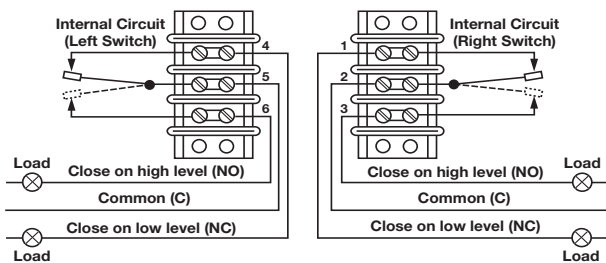 Internal Circuit
(Left Switch)
4
5
6
Load
Close on high level (NO)
Common (C)
Close on low level (NC)
Load
Internal Circuit
(Right Switch)
1
2
3
Load
Close on high level (NO)
Common (C)
Close on low level (NC)
Load